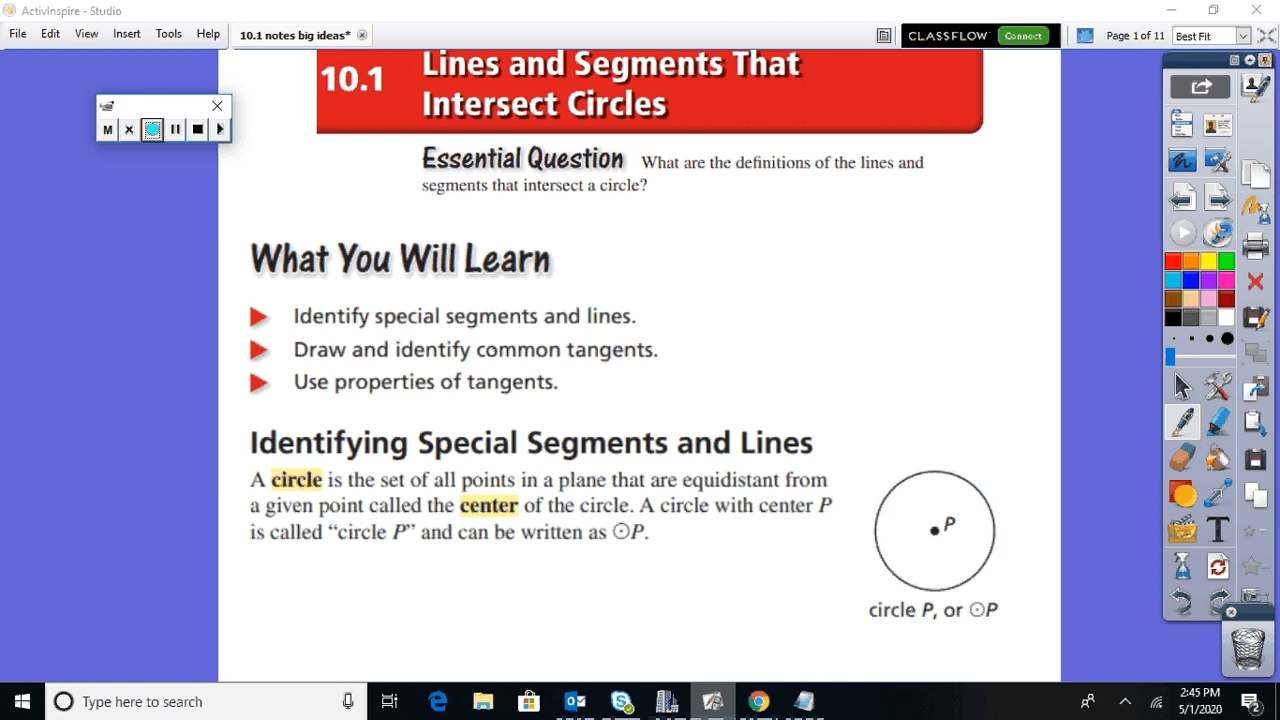 ActivInspire - Studio
File Edit View Insert Tools Help
10.1 notes big ideas*
CLASSFLOW Connect
Page 1 of 11
Best Fit
M
10.1
Lines and Segments That
Intersect Circles
Essential Question What are the definitions of the lines and
segments that intersect a circle?
What You Will Learn
Identify special segments and lines.
Draw and identify common tangents.
Use properties of tangents.
Identifying Special Segments and Lines
A circle is the set of all points in a plane that are equidistant from
a given point called the center of the circle. A circle with center P
is called “circle P” and can be written as ⊙P.
P
circle P, or ⊙P
T
Type here to search
2:45 PM
5/1/2020
2